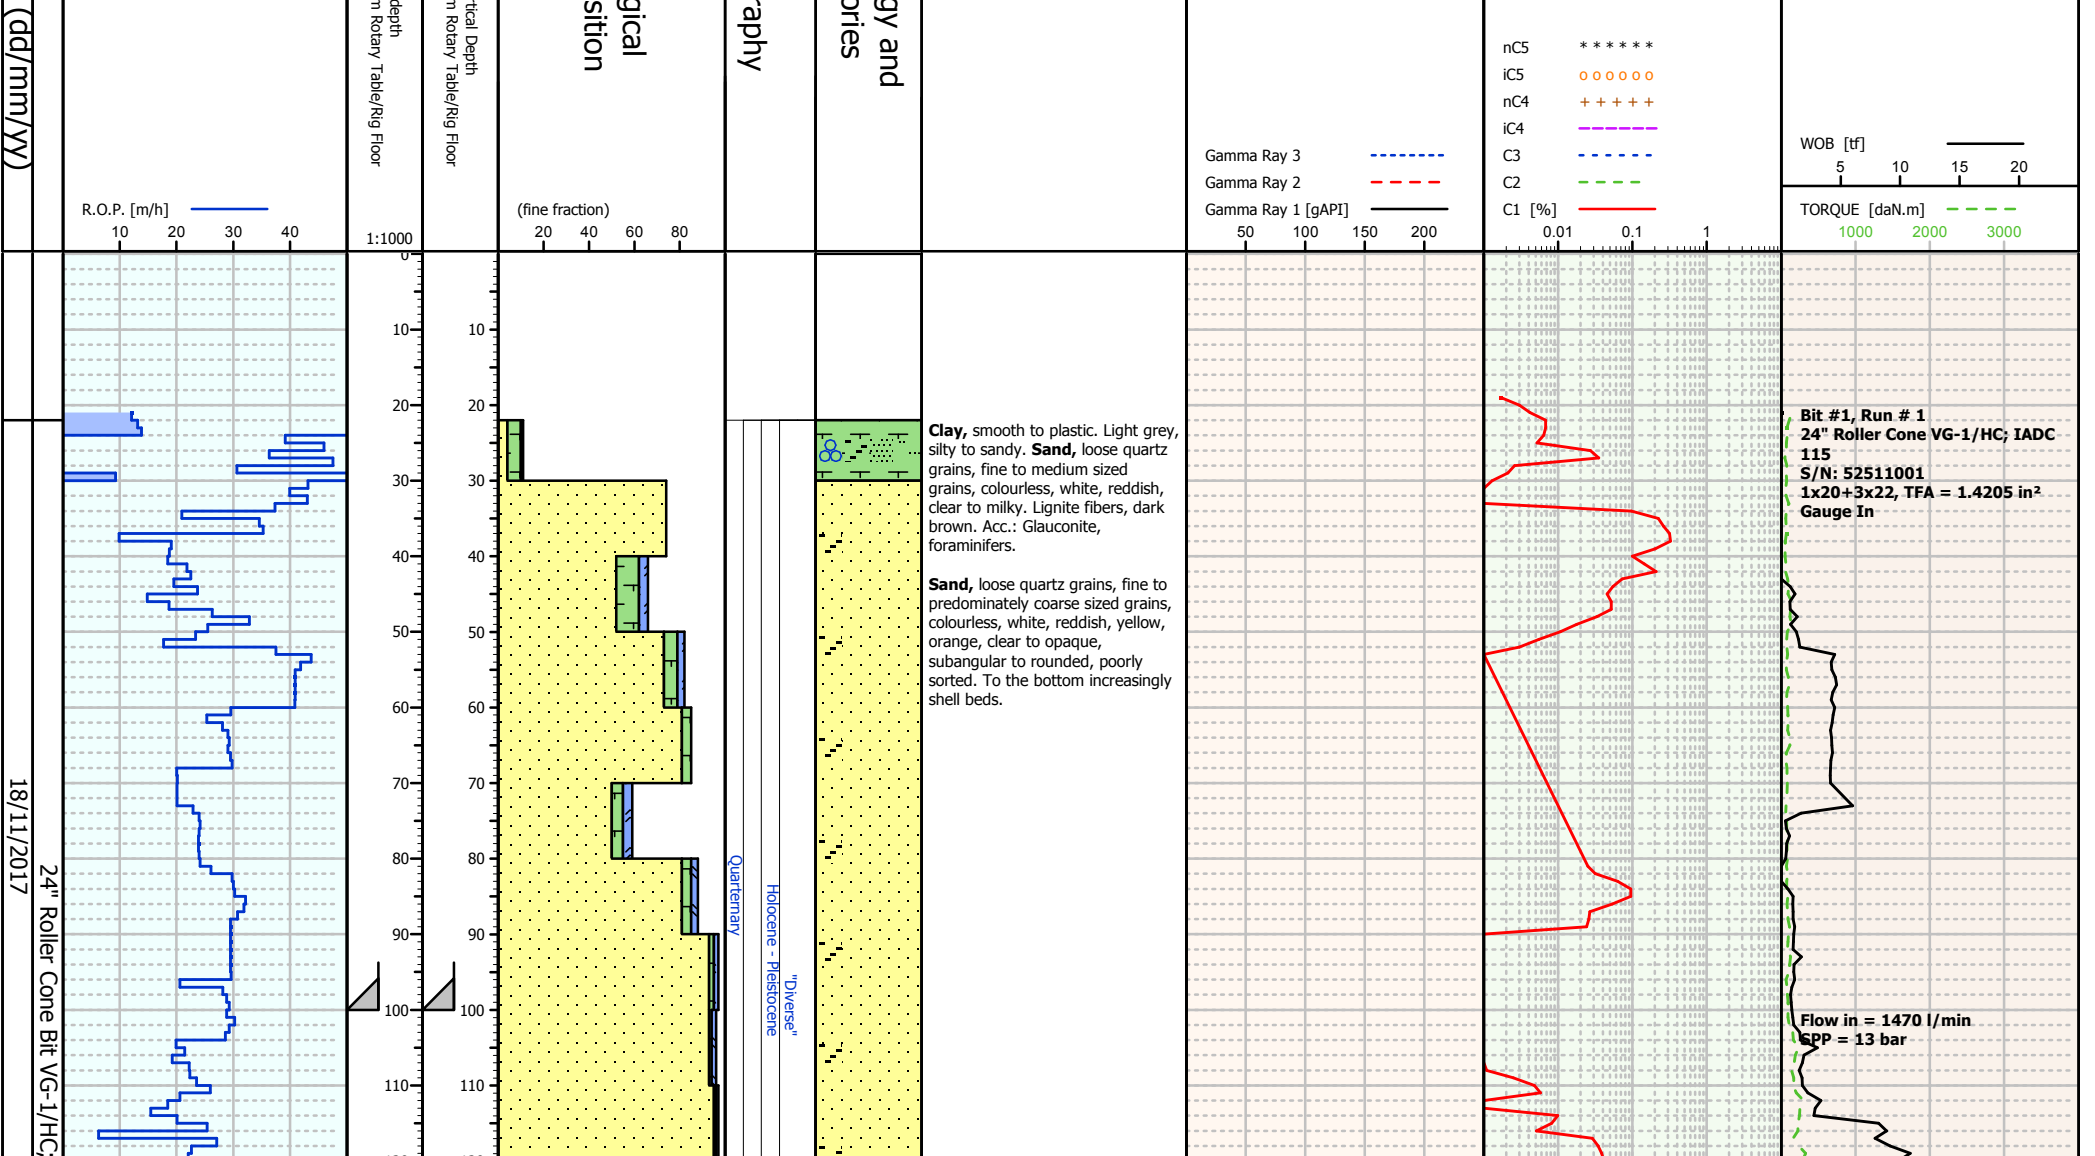 (dd/mm/yy)
R.O.P. [m/h]
10 20 30 40
depth
m Rotary Table/Rig Floor
1:1000
rtical Depth
m Rotary Table/Rig Floor
gical
sition
(fine fraction)
20 40 60 80
raphy
gy and
ories
Gamma Ray 3
Gamma Ray 2
Gamma Ray 1 [gAPI]
50 100 150 200
nC5
iC5
nC4
iC4
C3
C2
C1 [%]
0.01 0.1 1
WOB [tf]
5 10 15 20
TORQUE [daN.m]
1000 2000 3000
0
10 10
20 20
30 30
40 40
50 50
60 60
70 70
80 80
90 90
100 100
110 110
18/11/2017
24" Roller Cone Bit VG-1/HC;
Quarternary
Holocene - Pleistocene
"Diverse"
Clay, smooth to plastic. Light grey,
silty to sandy. Sand, loose quartz
grains, fine to medium sized
grains, colourless, white, reddish,
clear to milky. Lignite fibers, dark
brown. Acc.: Glauconite,
foraminifers.
Sand, loose quartz grains, fine to
predominately coarse sized grains,
colourless, white, reddish, yellow,
orange, clear to opaque,
subangular to rounded, poorly
sorted. To the bottom increasingly
shell beds.
Bit #1, Run # 1
24" Roller Cone VG-1/HC; IADC
115
S/N: 52511001
1x20+3x22, TFA = 1.4205 in²
Gauge In
Flow in = 1470 l/min
SPP = 13 bar